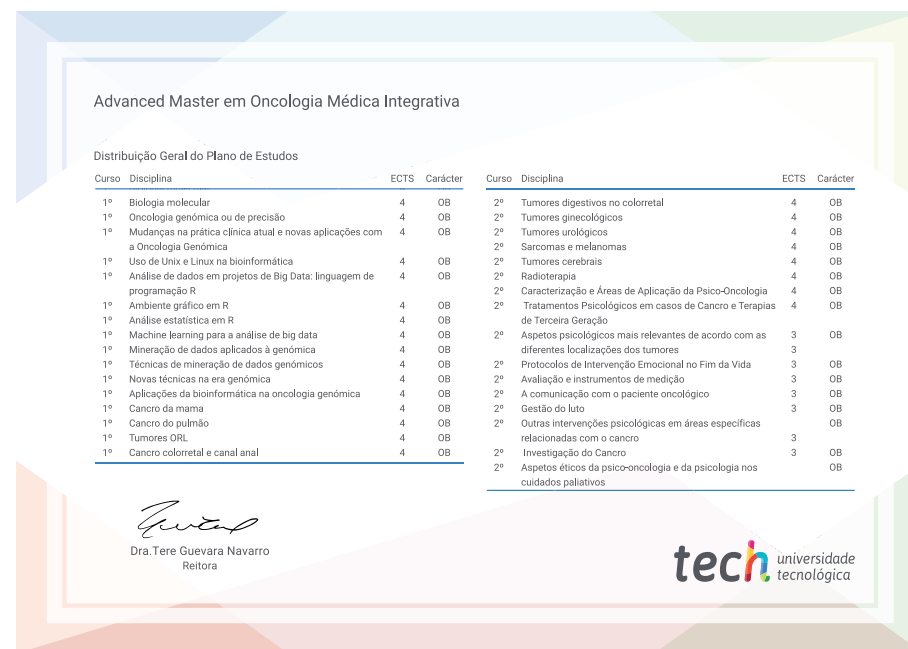 Advanced Master em Oncologia Médica Integrativa
Distribuição Geral do Plano de Estudos
Curso Disciplina ECTS Carácter
1º Biologia molecular 4 OB
1º Oncologia genómica ou de precisão 4 OB
1º Mudanças na prática clínica atual e novas aplicações com 4 OB
a Oncologia Genómica
1º Uso de Unix e Linux na bioinformática 4 OB
1º Análise de dados em projetos de Big Data: linguagem de 4 OB
programação R
1º Ambiente gráfico em R 4 OB
1º Análise estatística em R 4 OB
1º Machine learning para a análise de big data 4 OB
1º Mineração de dados aplicados à genómica 4 OB
1º Técnicas de mineração de dados genómicos 4 OB
1º Novas técnicas na era genómica 4 OB
1º Aplicações da bioinformática na oncologia genómica 4 OB
1º Cancro da mama 4 OB
1º Cancro do pulmão 4 OB
1º Tumores ORL 4 OB
1º Cancro colorretal e canal anal 4 OB
Curso Disciplina ECTS Carácter
2º Tumores digestivos no colorretal 4 OB
2º Tumores ginecológicos 4 OB
2º Tumores urológicos 4 OB
2º Sarcomas e melanomas 4 OB
2º Tumores cerebrais 4 OB
2º Radioterapia 4 OB
2º Caracterização e Áreas de Aplicação da Psico-Oncologia 4 OB
2º Tratamentos Psicológicos em casos de Cancro e Terapias 4 OB
de Terceira Geração
2º Aspetos psicológicos mais relevantes de acordo com as 3 OB
diferentes localizações dos tumores 3
2º Protocolos de Intervenção Emocional no Fim da Vida 3 OB
2º Avaliação e instrumentos de medição 3 OB
2º A comunicação com o paciente oncológico 3 OB
2º Gestão do luto 3 OB
2º Outras intervenções psicológicas em áreas específicas OB
relacionadas com o cancro 3
2º Investigação do Cancro 3 OB
2º Aspetos éticos da psico-oncologia e da psicologia nos OB
cuidados paliativos
Dra.Tere Guevara Navarro
Reitora
tech universidade
tecnológica